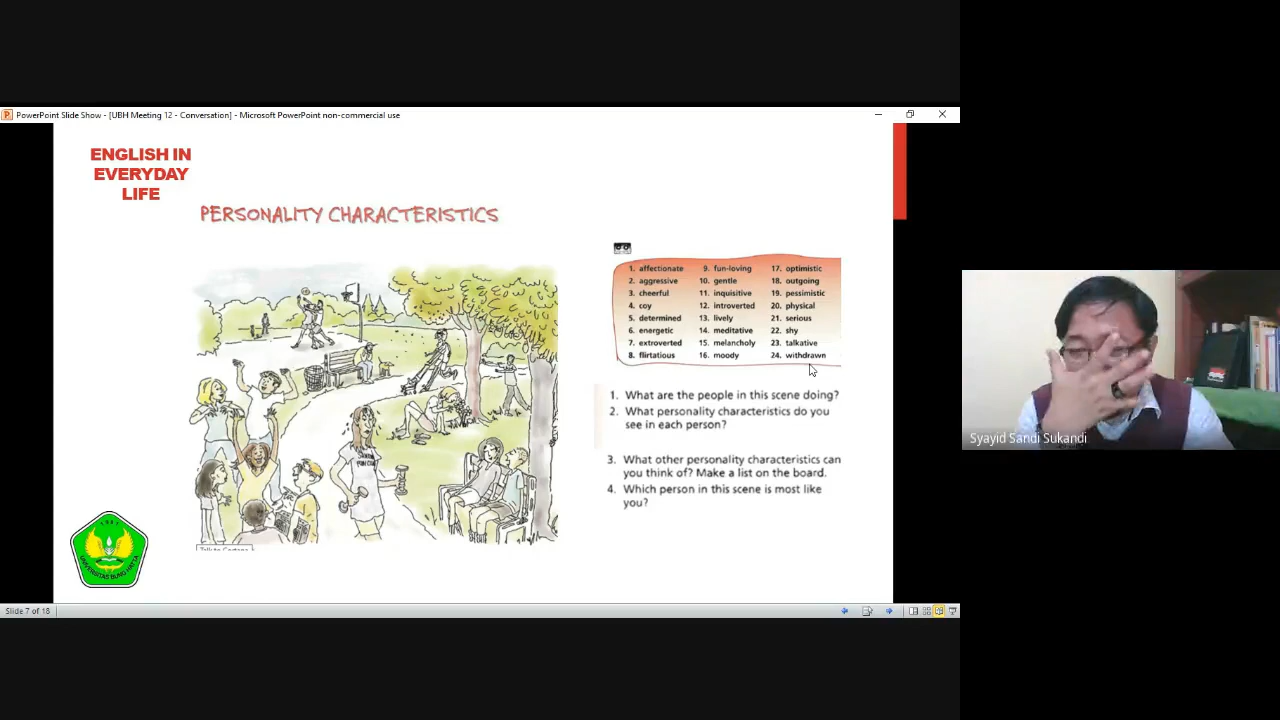 PowerPoint Slide Show - [UBH Meeting 12 - Conversation] - Microsoft PowerPoint non-commercial use
ENGLISH IN
EVERYDAY
LIFE
PERSONALITY CHARACTERISTICS
1. affectionate 9. fun-loving 17. optimistic
2. aggressive 10. gentle 18. outgoing
3. cheerful 11. inquisitive 19. pessimistic
4. coy 12. introverted 20. physical
5. determined 13. lively 21. serious
6. energetic 14. meditative 22. shy
7. extroverted 15. melancholy 23. talkative
8. flirtatious 16. moody 24. withdrawn
1. What are the people in this scene doing?
2. What personality characteristics do you
see in each person?
3. What other personality characteristics can
you think of? Make a list on the board.
4. Which person in this scene is most like
you?
UNIVERSITAS BUNG HATTA
Syayid Sandi Sukandi
Slide 7 of 18